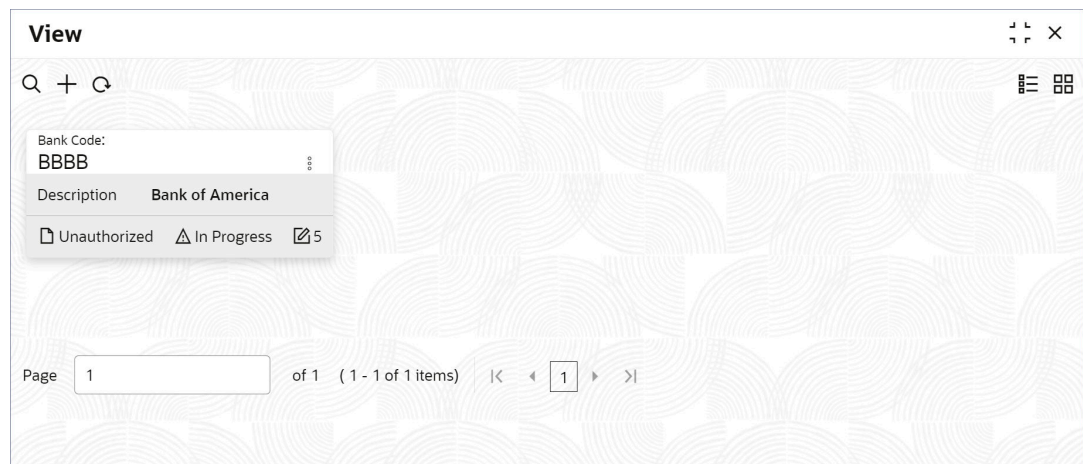 View
Bank Code:
BBBB
Description Bank of America
Unauthorized In Progress 5
Page 1 of 1 ( 1 - 1 of 1 items) 1